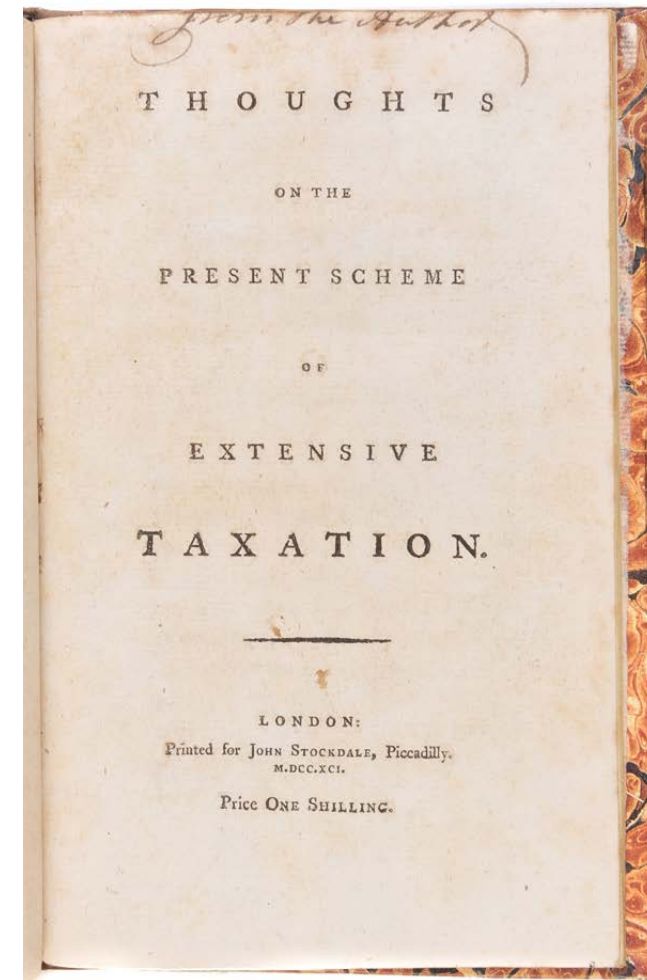 from the Author
THOUGHTS
ON THE
PRESENT SCHEME
OF
EXTENSIVE
TAXATION.
LONDON:
Printed for JOHN STOCKDALE, Piccadilly.
M.DCC.XCI.
Price ONE SHILLING.